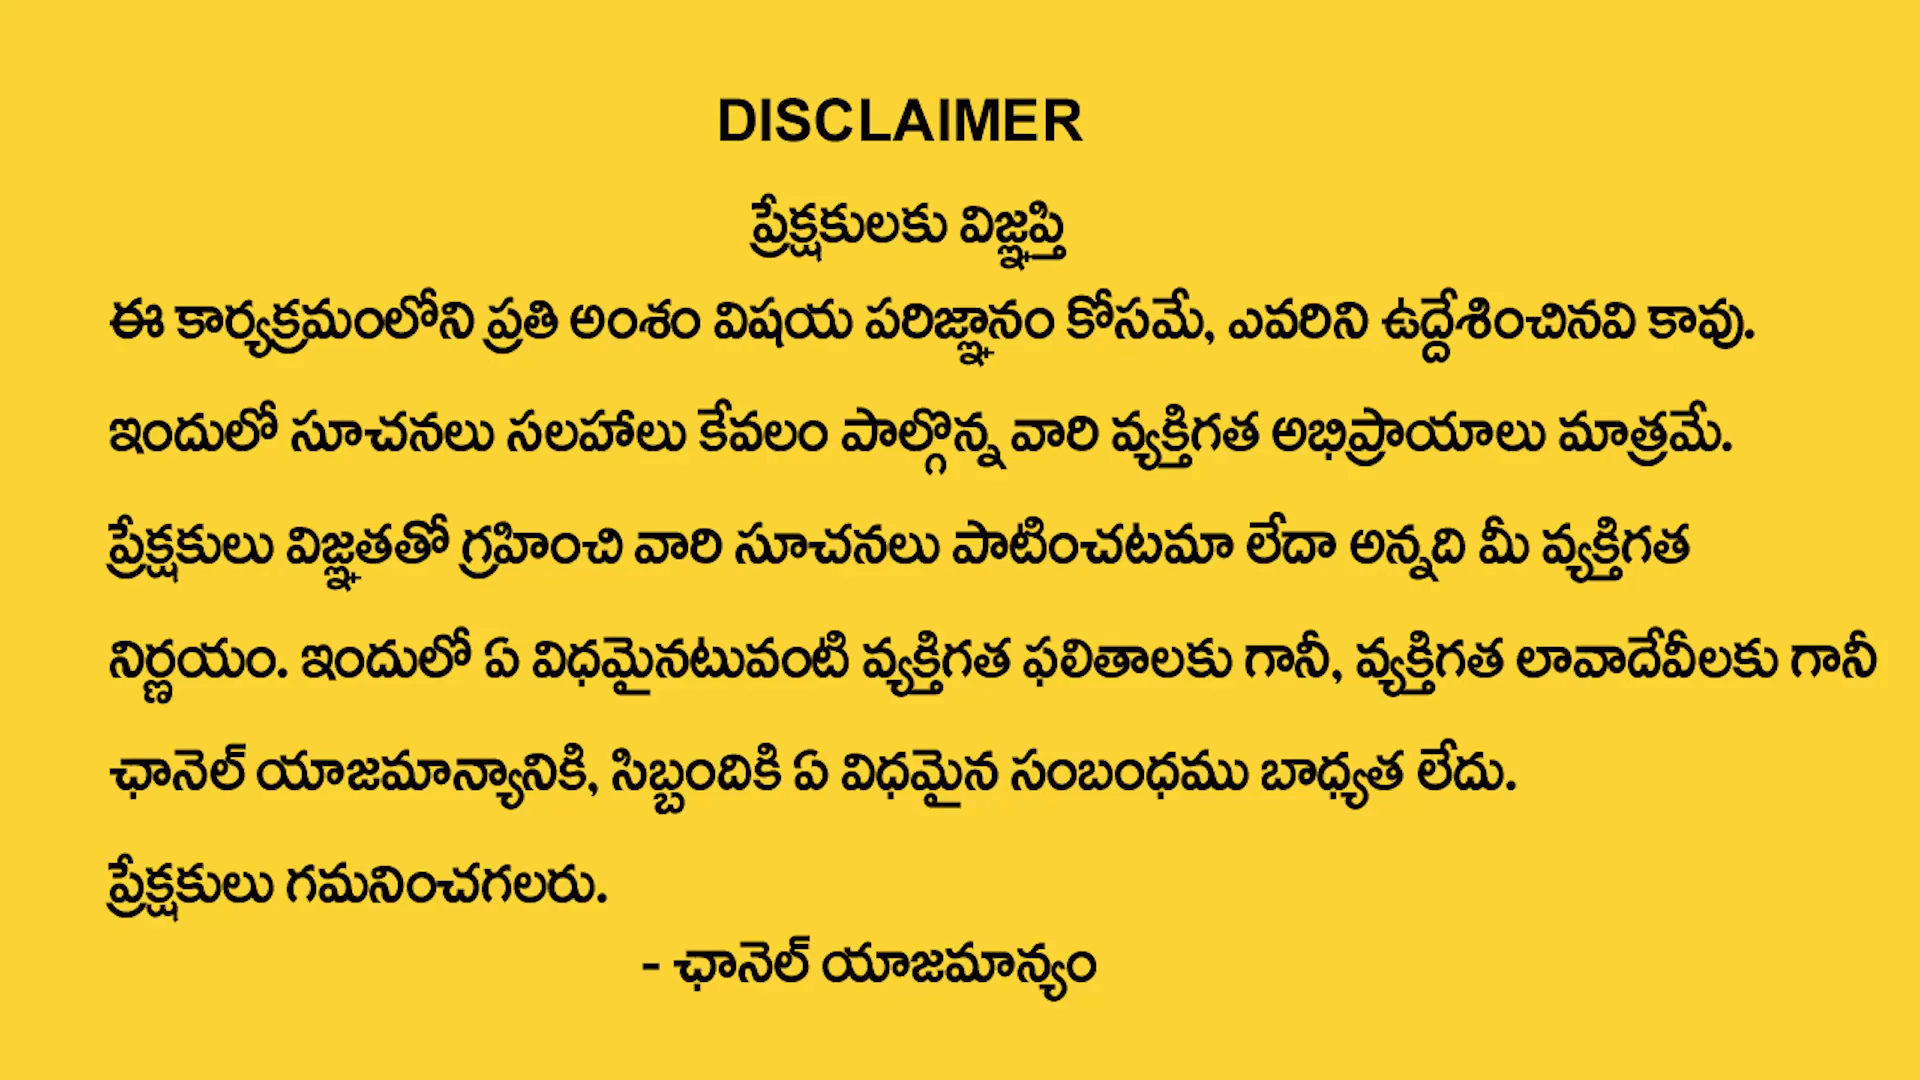 DISCLAIMER
ప్రేక్షకులకు విజ్ఞప్తి
ఈ కార్యక్రమంలోని ప్రతి అంశం విషయ పరిజ్ఞానం కోసమే, ఎవరిని ఉద్దేశించినవి కావు.
ఇందులో సూచనలు సలహాలు కేవలం పాల్గొన్న వారి వ్యక్తిగత అభిప్రాయాలు మాత్రమే.
ప్రేక్షకులు విజ్ఞతతో గ్రహించి వారి సూచనలు పాటించటమా లేదా అన్నది మీ వ్యక్తిగత
నిర్ణయం. ఇందులో ఏ విధమైనటువంటి వ్యక్తిగత ఫలితాలకు గానీ, వ్యక్తిగత లావాదేవీలకు గానీ
ఛానెల్ యాజమాన్యానికి, సిబ్బందికి ఏ విధమైన సంబంధము బాధ్యత లేదు.
ప్రేక్షకులు గమనించగలరు.
- ఛానెల్ యాజమాన్యం